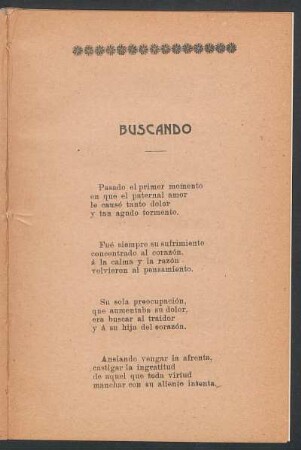 BUSCANDO
Pasado el primer momento
en que el paternal amor
le causó tanto dolor
y tan agudo tormento.
Fué siempre su sufrimiento
concentrado al corazón,
á la calma y la razón
volvieron al pensamiento.
Su sola preocupación,
que aumentaba su dolor,
era buscar al traidor
y á su hija del corazón.
Anelando vengar la afrenta,
castigar la ingratitud
de aquel que toda virtud
manchar con su aliento intenta.